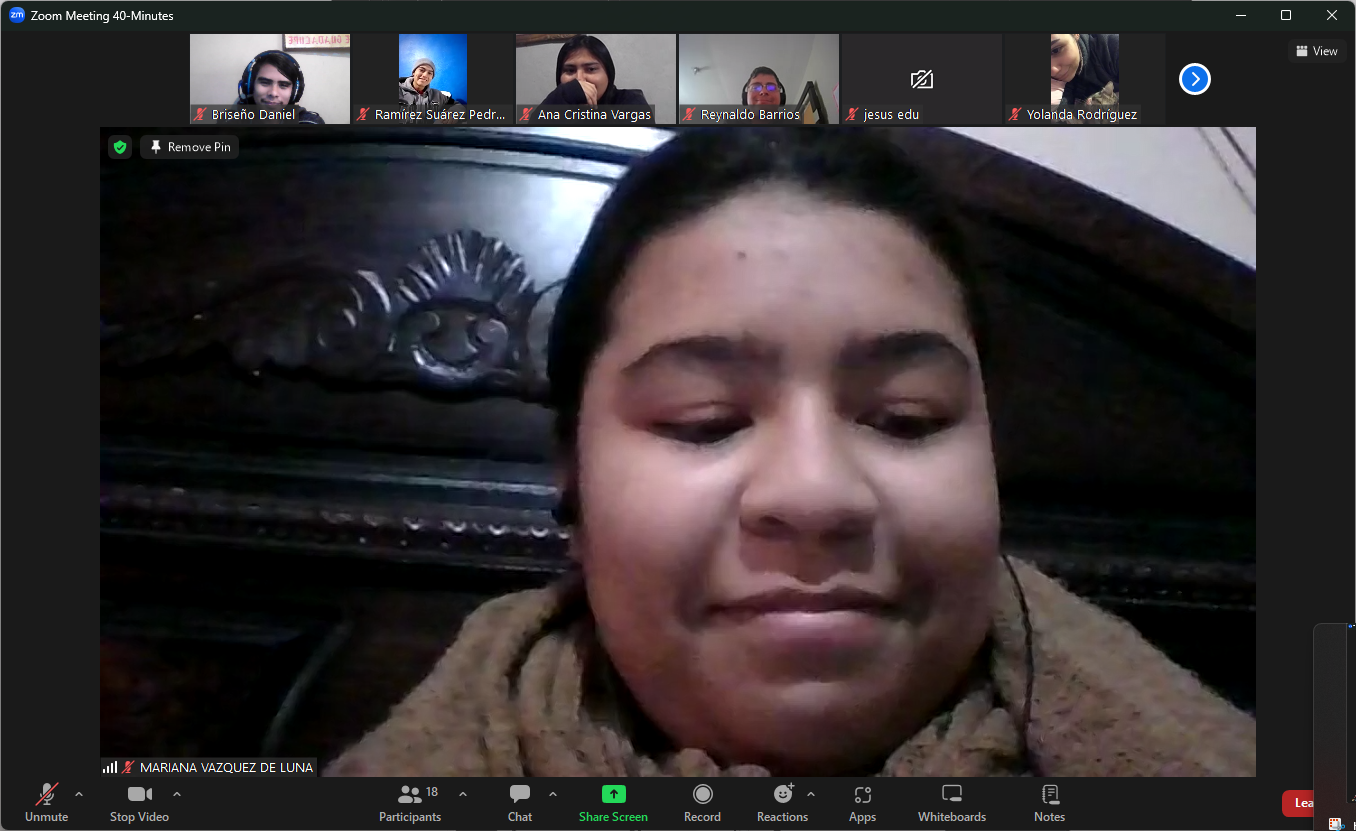 zm Zoom Meeting 40-Minutes
View
Briseño Daniel
Ramírez Suárez Pedr...
Ana Cristina Vargas
Reynaldo Barrios
jesus edu
Yolanda Rodríguez
Remove Pin
MARIANA VAZQUEZ DE LUNA
18
Unmute
Stop Video
Participants
Chat
Share Screen
Record
Reactions
Apps
Whiteboards
Notes
Lea